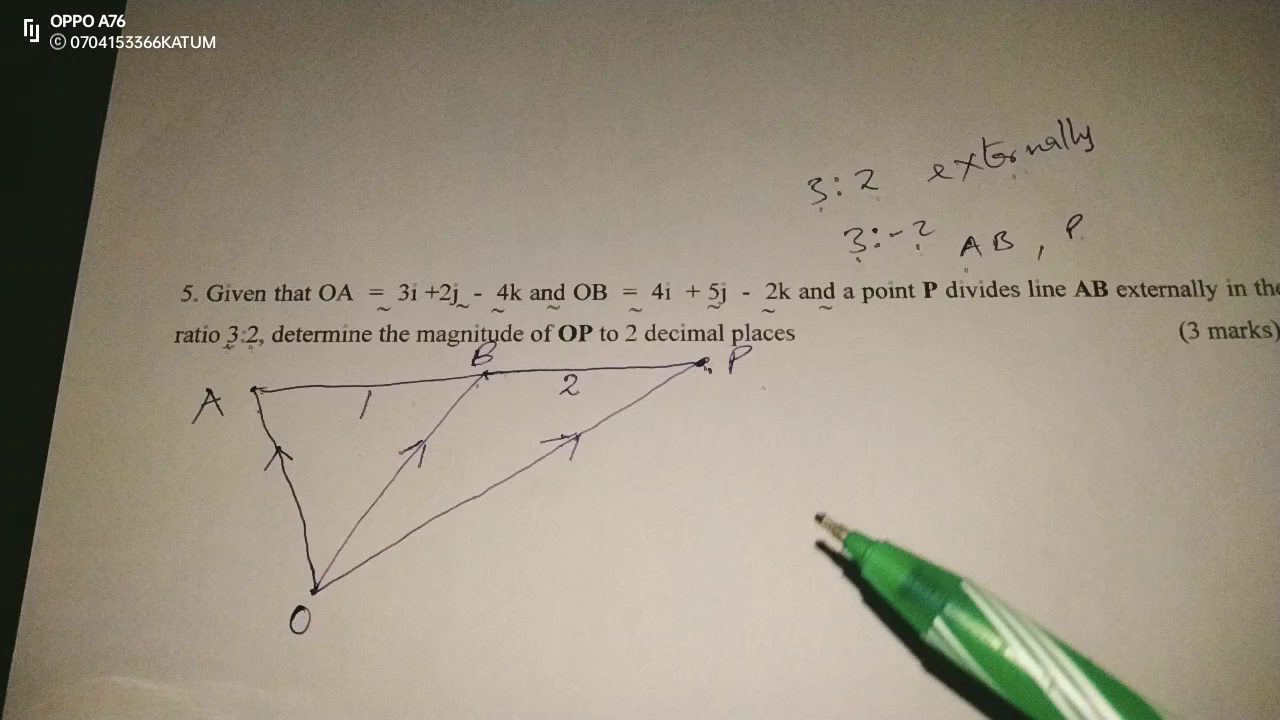 OPPO A76
© 0704153366KATUM
3:2 externally
3:-2 AB, P
5. Given that OA = 3i +2j - 4k and OB = 4i + 5j - 2k and a point P divides line AB externally in the
ratio 3:2, determine the magnitude of OP to 2 decimal places (3 marks)
A 1 B 2 P
O